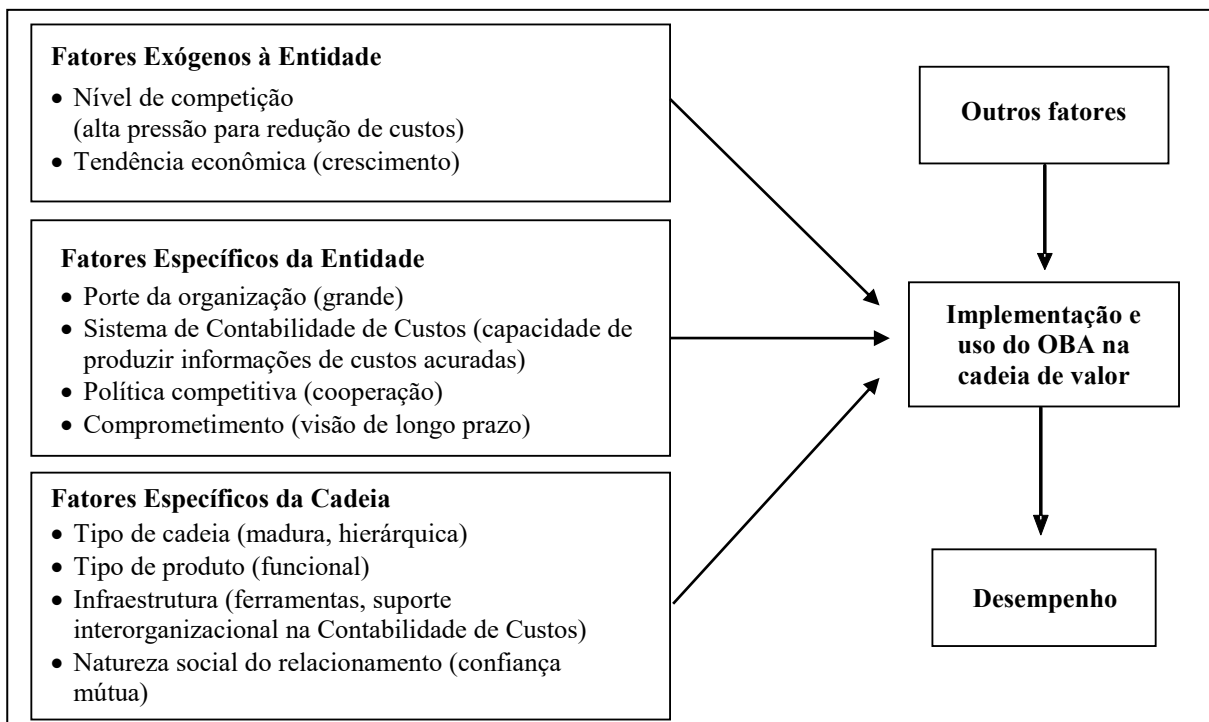 Fatores Exógenos à Entidade
• Nível de competição
(alta pressão para redução de custos)
• Tendência econômica (crescimento)
Fatores Específicos da Entidade
• Porte da organização (grande)
• Sistema de Contabilidade de Custos (capacidade de
produzir informações de custos acuradas)
• Política competitiva (cooperação)
• Comprometimento (visão de longo prazo)
Fatores Específicos da Cadeia
• Tipo de cadeia (madura, hierárquica)
• Tipo de produto (funcional)
• Infraestrutura (ferramentas, suporte
interorganizacional na Contabilidade de Custos)
• Natureza social do relacionamento (confiança
mútua)
Outros fatores
Implementação e
uso do OBA na
cadeia de valor
Desempenho